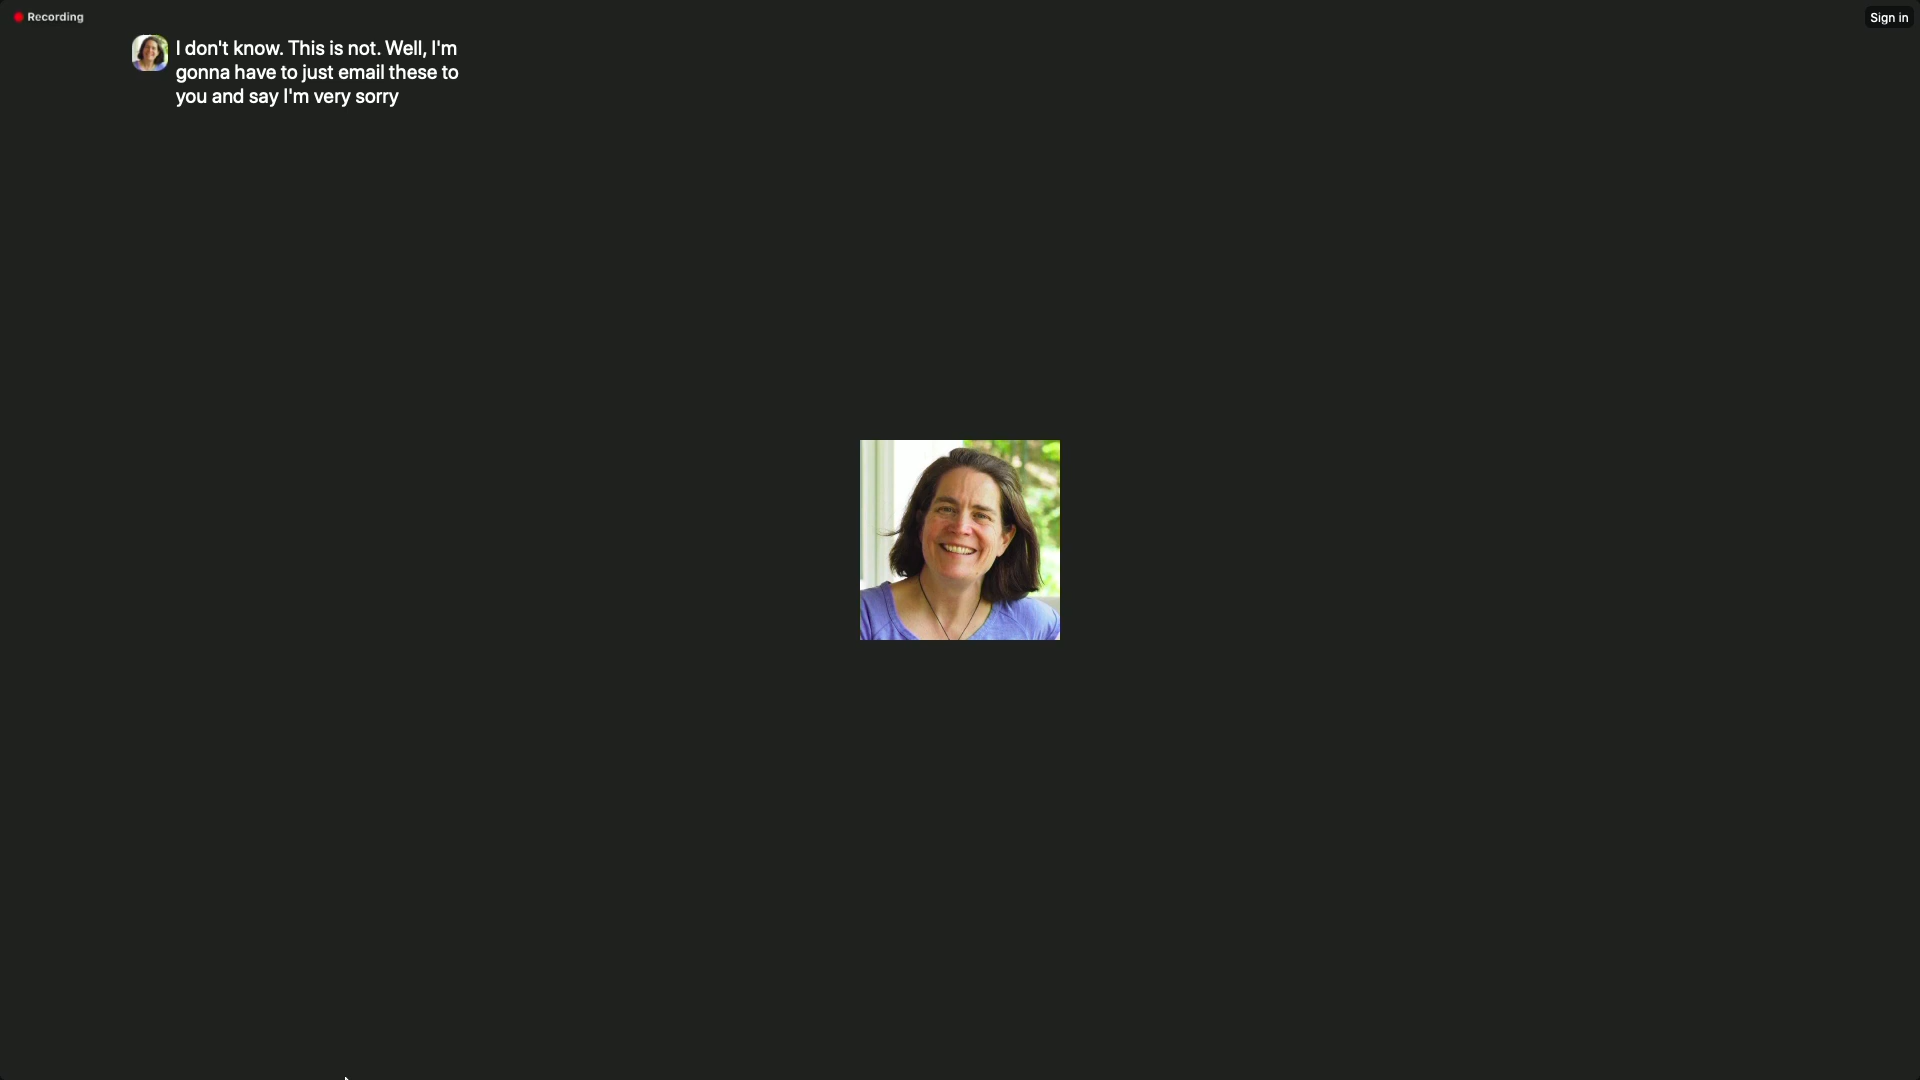 Recording
Sign in
I don't know. This is not. Well, I'm
gonna have to just email these to
you and say I'm very sorry